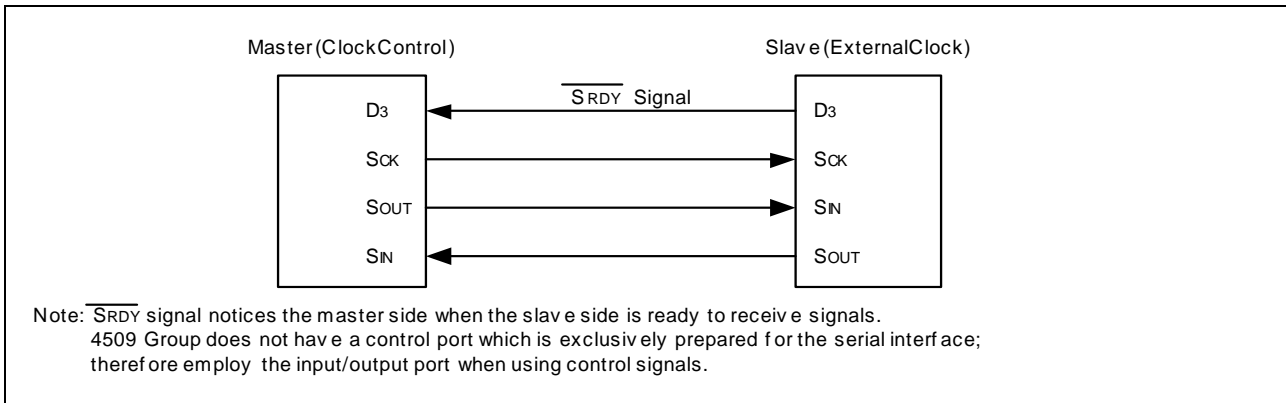 Master(ClockControl) Slave(ExternalClock)
SRDY Signal
D3 D3
SCK SCK
SOUT SIN
SIN SOUT
Note: SRDY signal notices the master side when the slave side is ready to receive signals.
4509 Group does not have a control port which is exclusively prepared for the serial interface;
therefore employ the input/output port when using control signals.